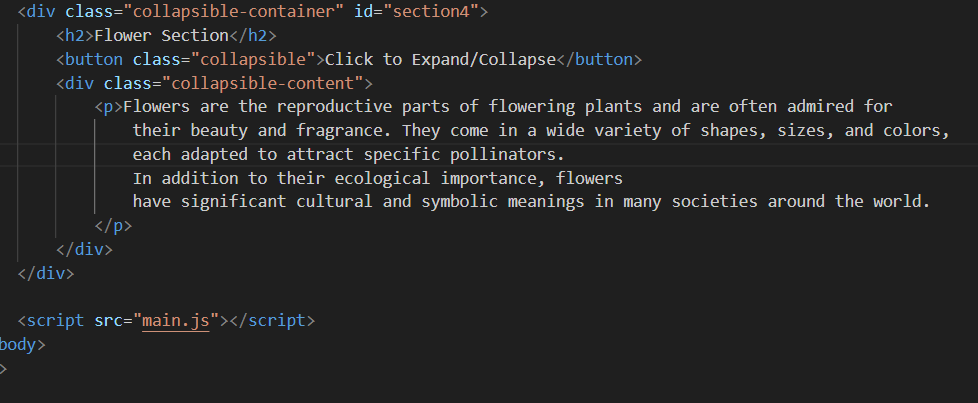 <div class="collapsible-container" id="section4">
<h2>Flower Section</h2>
<button class="collapsible">Click to Expand/Collapse</button>
<div class="collapsible-content">
<p>Flowers are the reproductive parts of flowering plants and are often admired for
their beauty and fragrance. They come in a wide variety of shapes, sizes, and colors,
each adapted to attract specific pollinators.
In addition to their ecological importance, flowers
have significant cultural and symbolic meanings in many societies around the world.
</p>
</div>
</div>
<script src="main.js"></script>
body>
>